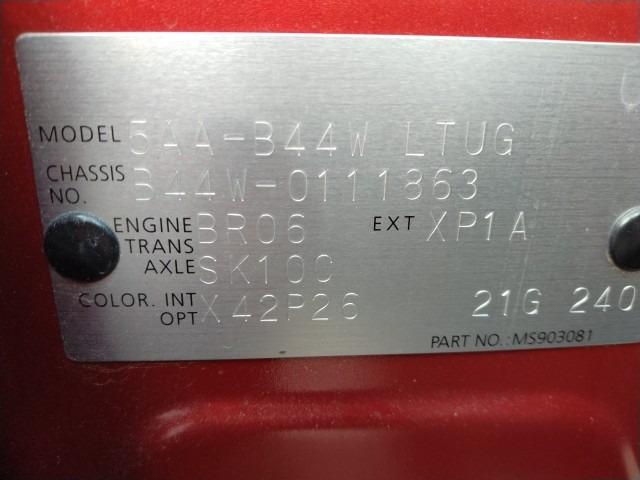 MODEL 5AA-B44W LTUG
CHASSIS NO. B44W-0111863
ENGINE BR06 EXT XP1A
TRANS AXLE SK10C
COLOR. INT OPT X42P26 21G 240
PART NO.:MS903081